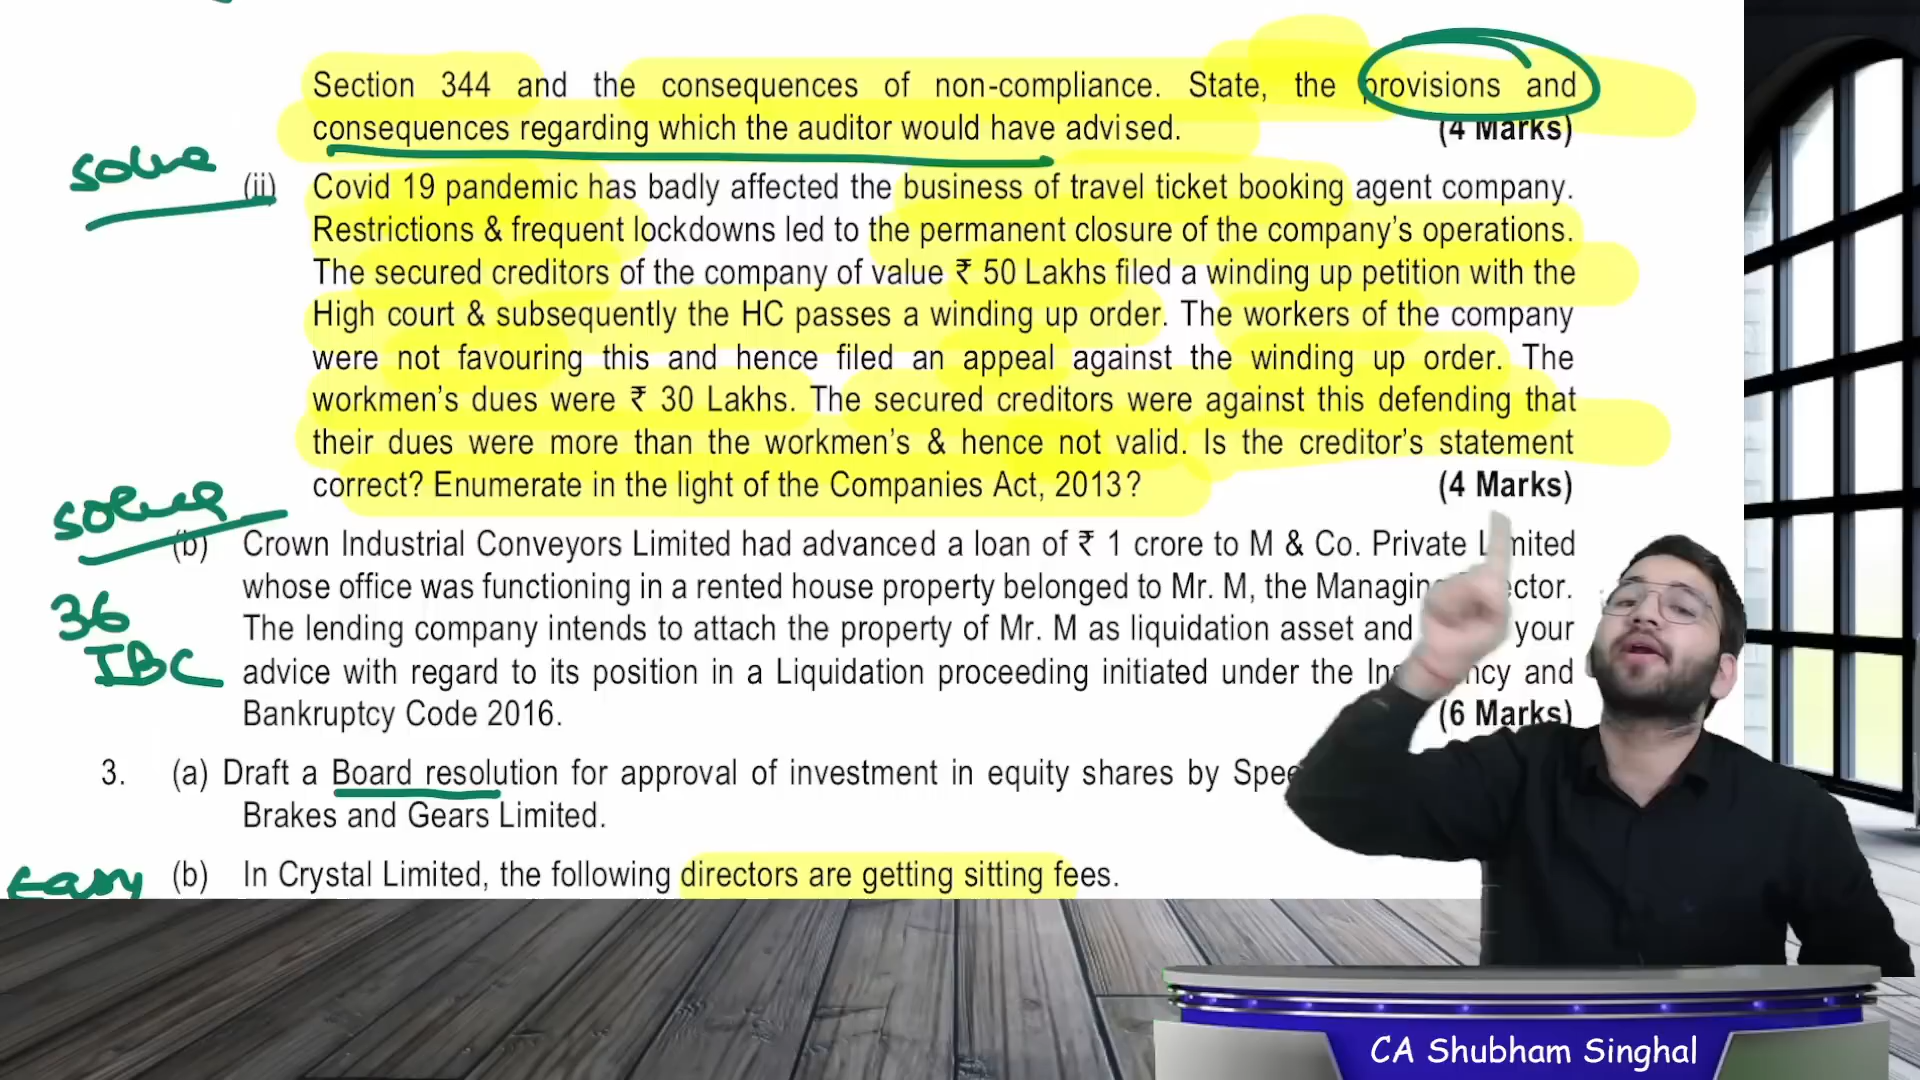 Section 344 and the consequences of non-compliance. State, the provisions and
consequences regarding which the auditor would have advised. (4 Marks)
solve
(ii) Covid 19 pandemic has badly affected the business of travel ticket booking agent company.
Restrictions & frequent lockdowns led to the permanent closure of the company's operations.
The secured creditors of the company of value ₹ 50 Lakhs filed a winding up petition with the
High court & subsequently the HC passes a winding up order. The workers of the company
were not favouring this and hence filed an appeal against the winding up order. The
workmen's dues were ₹ 30 Lakhs. The secured creditors were against this defending that
their dues were more than the workmen's & hence not valid. Is the creditor's statement
correct? Enumerate in the light of the Companies Act, 2013? (4 Marks)
solve
(b) Crown Industrial Conveyors Limited had advanced a loan of ₹ 1 crore to M & Co. Private Limited
whose office was functioning in a rented house property belonged to Mr. M, the Managin ctor.
36
The lending company intends to attach the property of Mr. M as liquidation asset and your
IBC
advice with regard to its position in a Liquidation proceeding initiated under the In ncy and
Bankruptcy Code 2016. (6 Marks)
3. (a) Draft a Board resolution for approval of investment in equity shares by Spee
Brakes and Gears Limited.
easy
(b) In Crystal Limited, the following directors are getting sitting fees.
CA Shubham Singhal